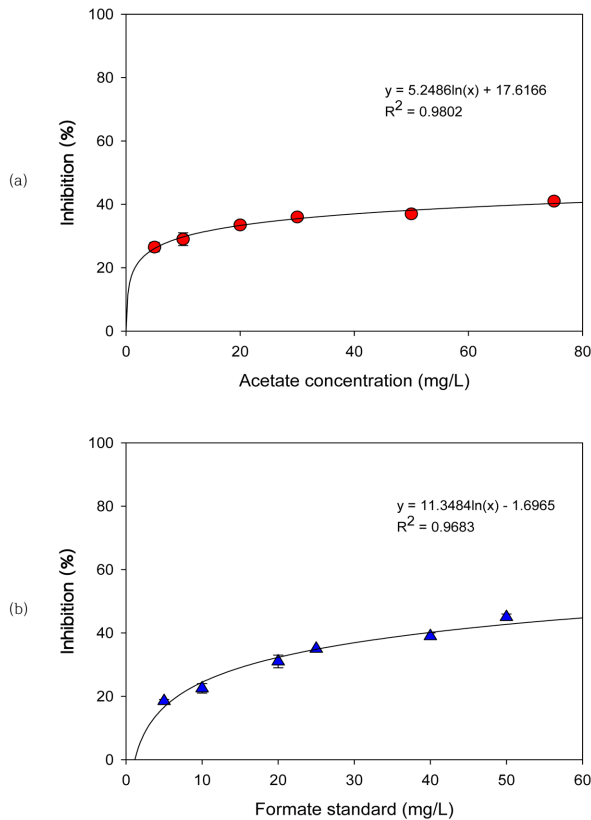 (a)
Inhibition (%)
100
80
60
40
20
0
y = 5.2486ln(x) + 17.6166
R2 = 0.9802
0 20 40 60 80
Acetate concentration (mg/L)
(b)
Inhibition (%)
100
80
60
40
20
0
y = 11.3484ln(x) - 1.6965
R2 = 0.9683
0 10 20 30 40 50 60
Formate standard (mg/L)